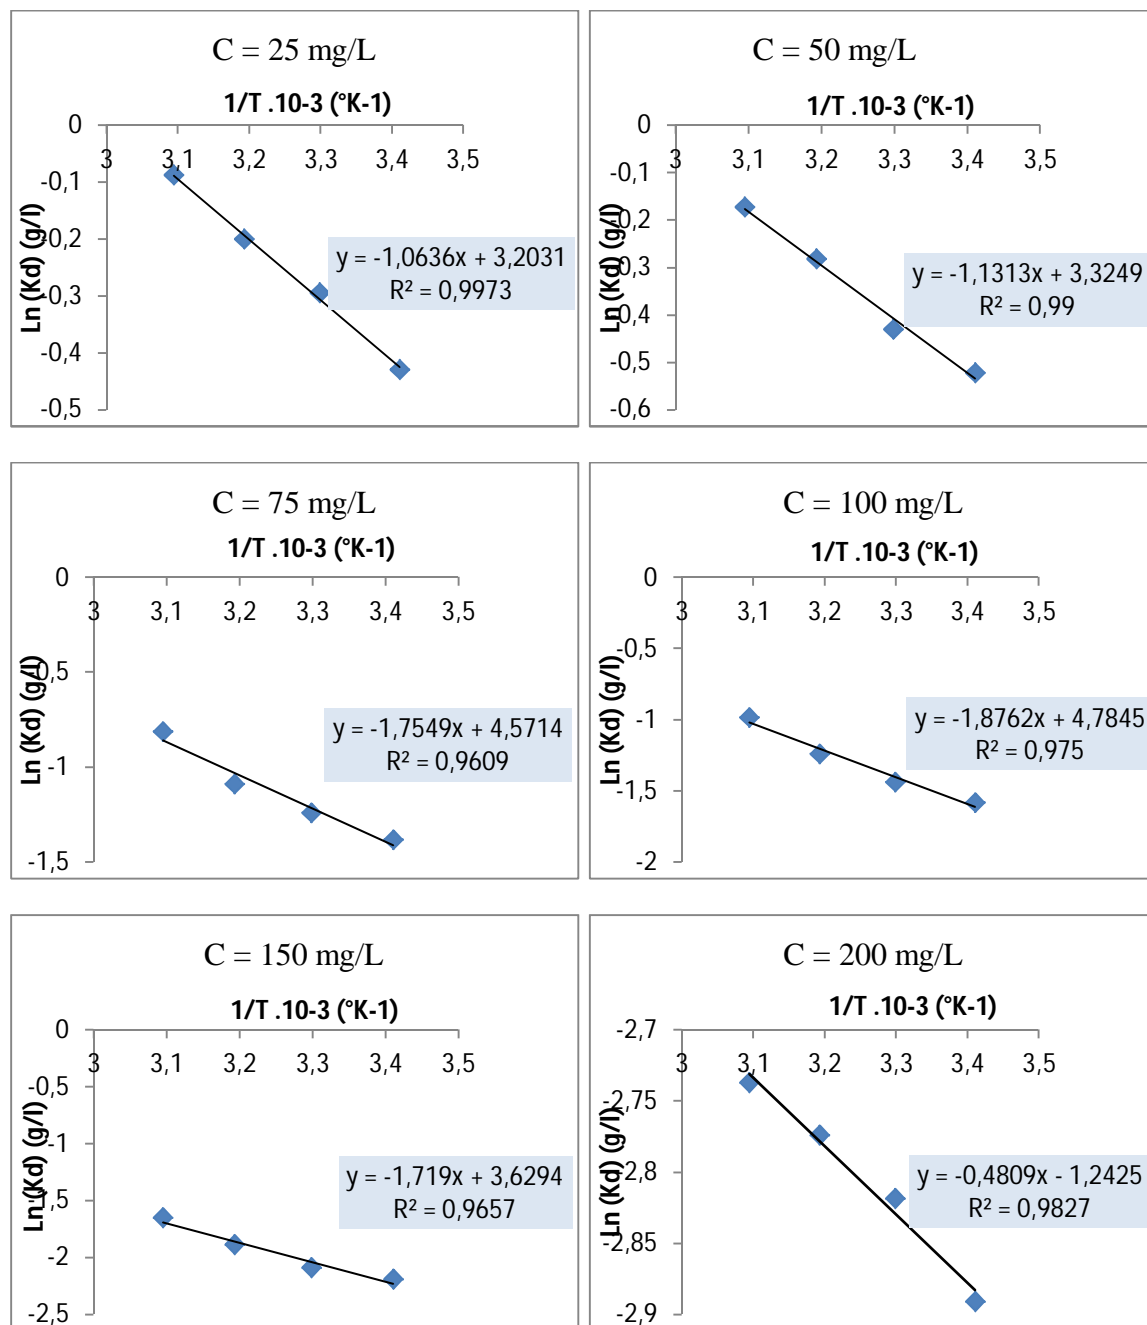 C = 25 mg/L
1/T .10-3 (°K-1)
0
3
3,1
3,2
3,3
3,4
3,5
-0,1
-0,2
-0,3
-0,4
-0,5
Ln (Kd) (g/l)
y = -1,0636x + 3,2031
R² = 0,9973
C = 50 mg/L
1/T .10-3 (°K-1)
0
3
3,1
3,2
3,3
3,4
3,5
-0,1
-0,2
-0,3
-0,4
-0,5
-0,6
Ln (Kd) (g/l)
y = -1,1313x + 3,3249
R² = 0,99
C = 75 mg/L
1/T .10-3 (°K-1)
0
3
3,1
3,2
3,3
3,4
3,5
-0,5
-1
-1,5
Ln (Kd) (g/l)
y = -1,7549x + 4,5714
R² = 0,9609
C = 100 mg/L
1/T .10-3 (°K-1)
0
3
3,1
3,2
3,3
3,4
3,5
-0,5
-1
-1,5
-2
Ln (Kd) (g/l)
y = -1,8762x + 4,7845
R² = 0,975
C = 150 mg/L
1/T .10-3 (°K-1)
0
3
3,1
3,2
3,3
3,4
3,5
-0,5
-1
-1,5
-2
-2,5
Ln (Kd) (g/l)
y = -1,719x + 3,6294
R² = 0,9657
C = 200 mg/L
1/T .10-3 (°K-1)
-2,7
3
3,1
3,2
3,3
3,4
3,5
-2,75
-2,8
-2,85
-2,9
Ln (Kd) (g/l)
y = -0,4809x - 1,2425
R² = 0,9827